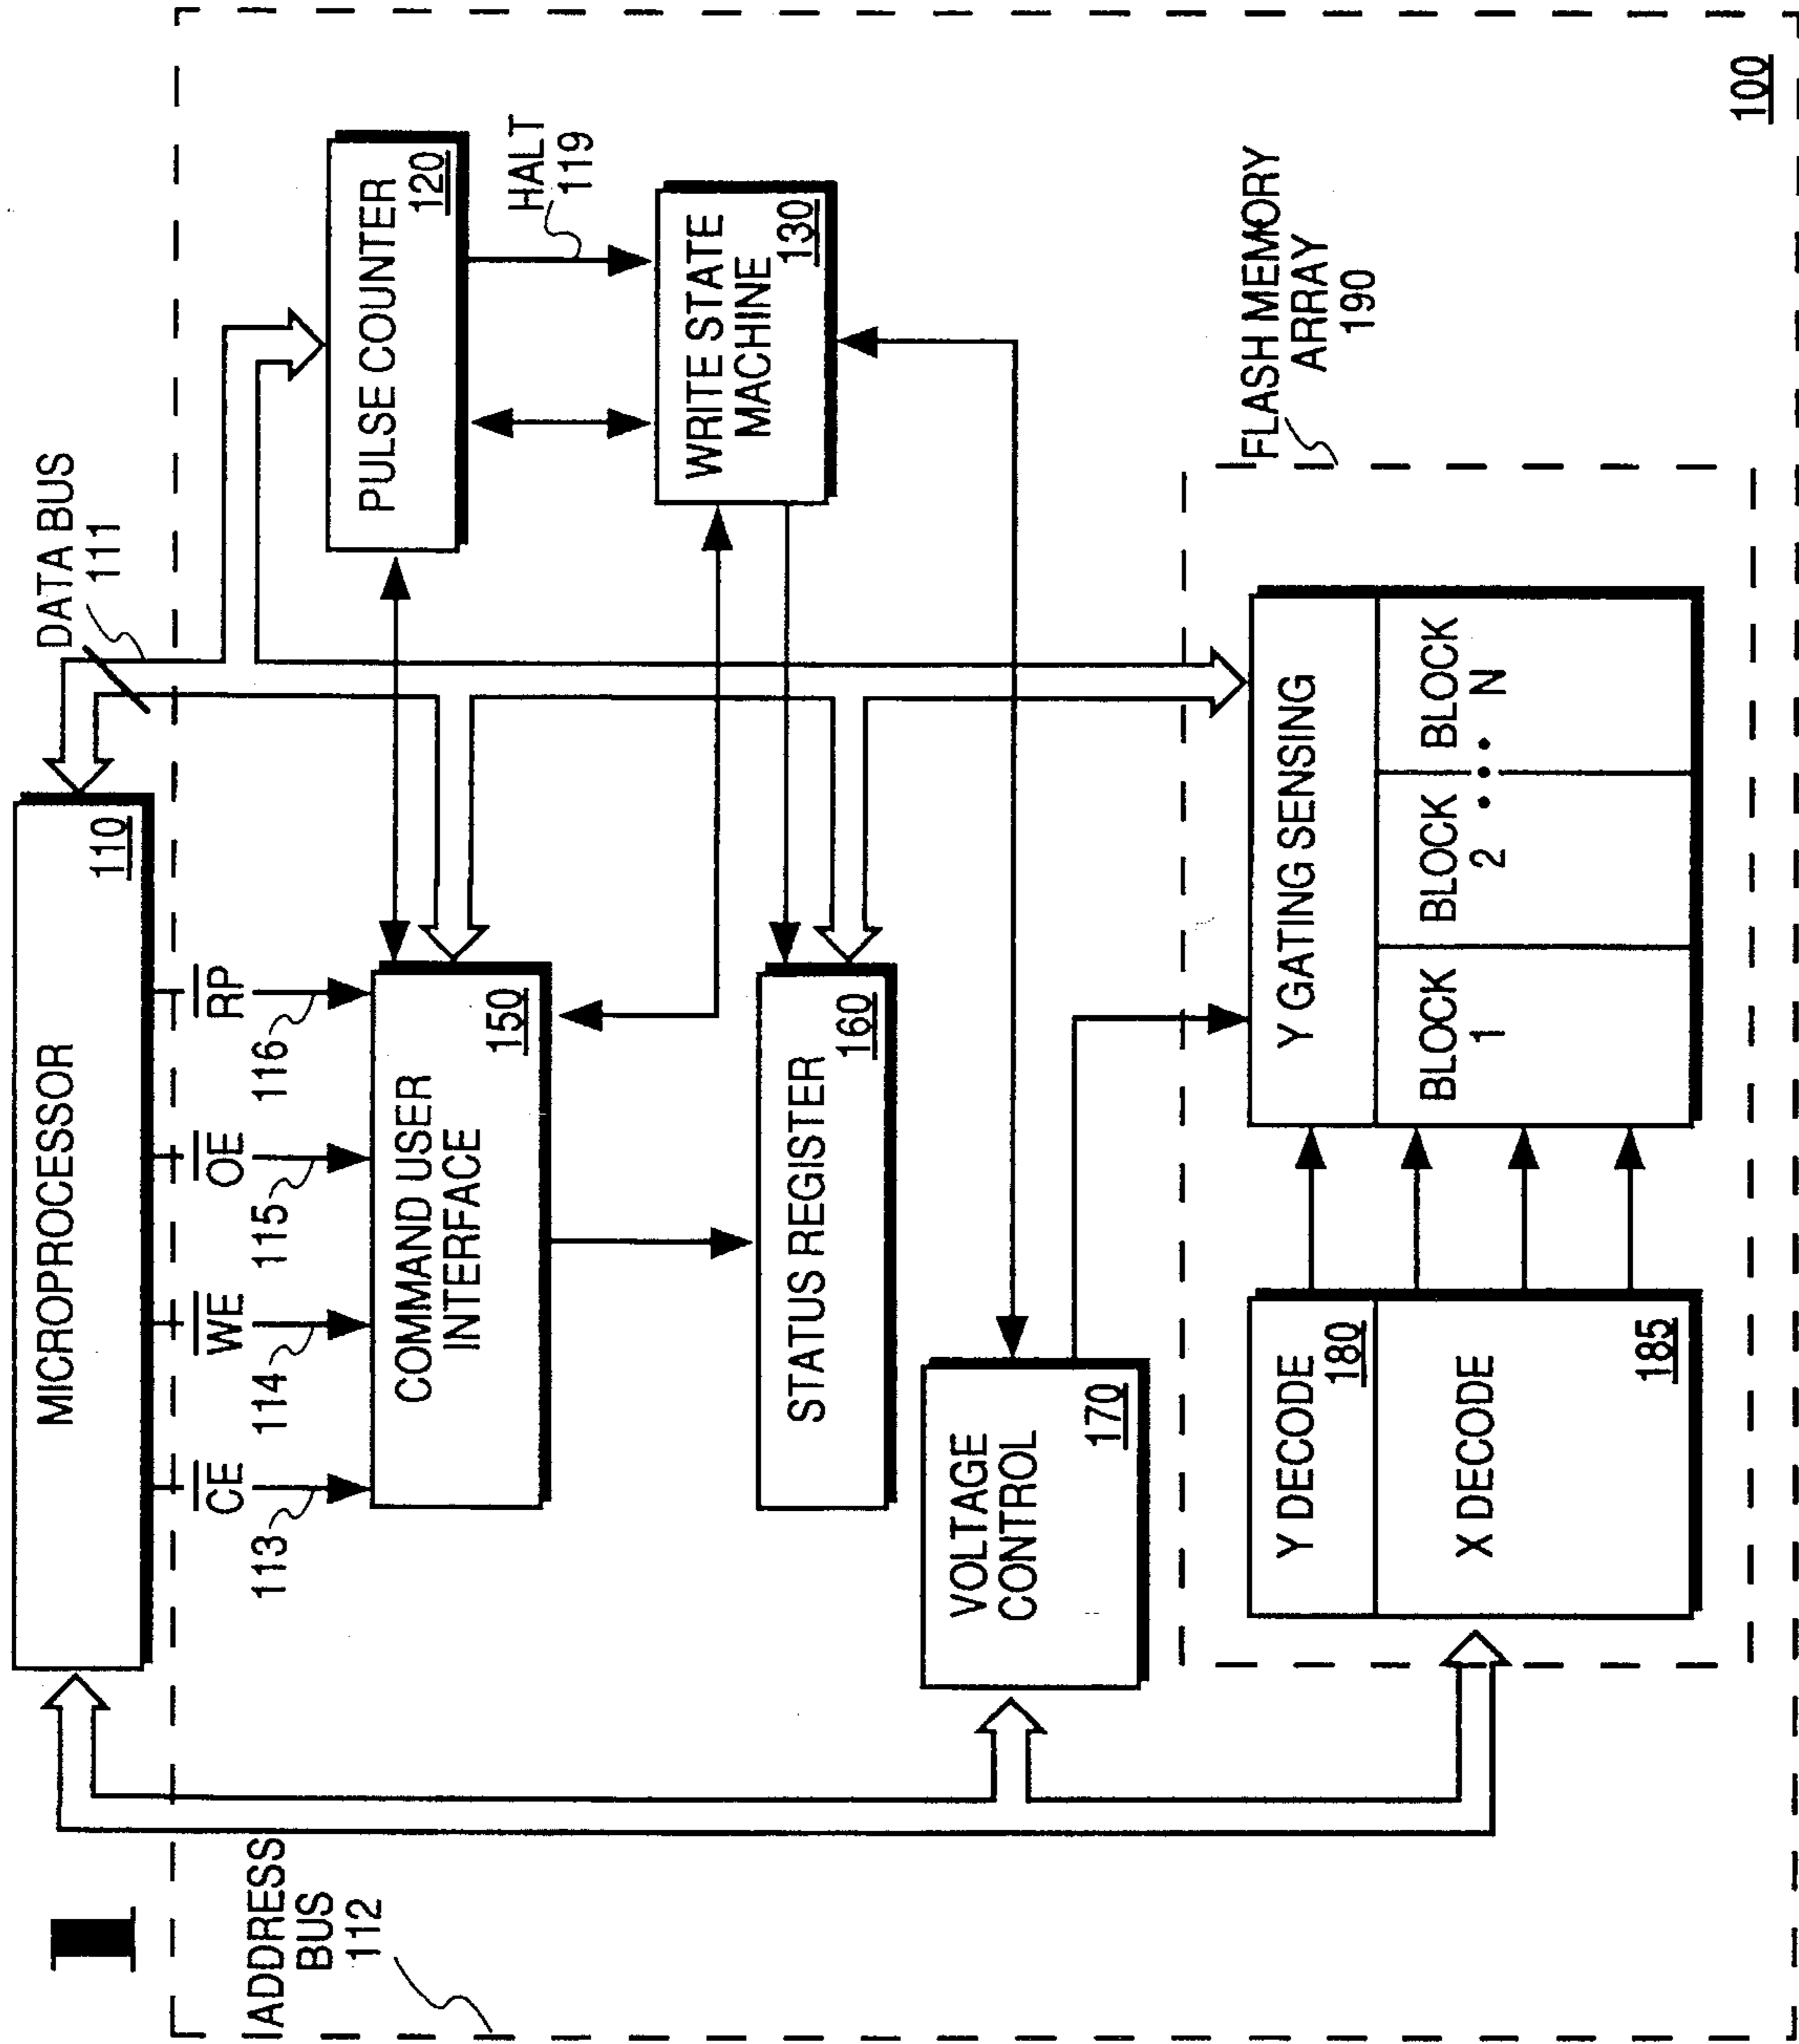 MICROPROCESSOR
110
DATA BUS
111
ADDRESS
BUS
112
CE
WE
OE
RP
113
114
115
116
COMMAND USER
INTERFACE
150
PULSE COUNTER
120
HALT
119
WRITE STATE
MACHINE
130
STATUS REGISTER
160
VOLTAGE
CONTROL
170
FLASH MEMORY
ARRAY
190
Y DECODE
180
X DECODE
185
Y GATING SENSING
BLOCK
1
BLOCK
2
• • •
BLOCK
N
100